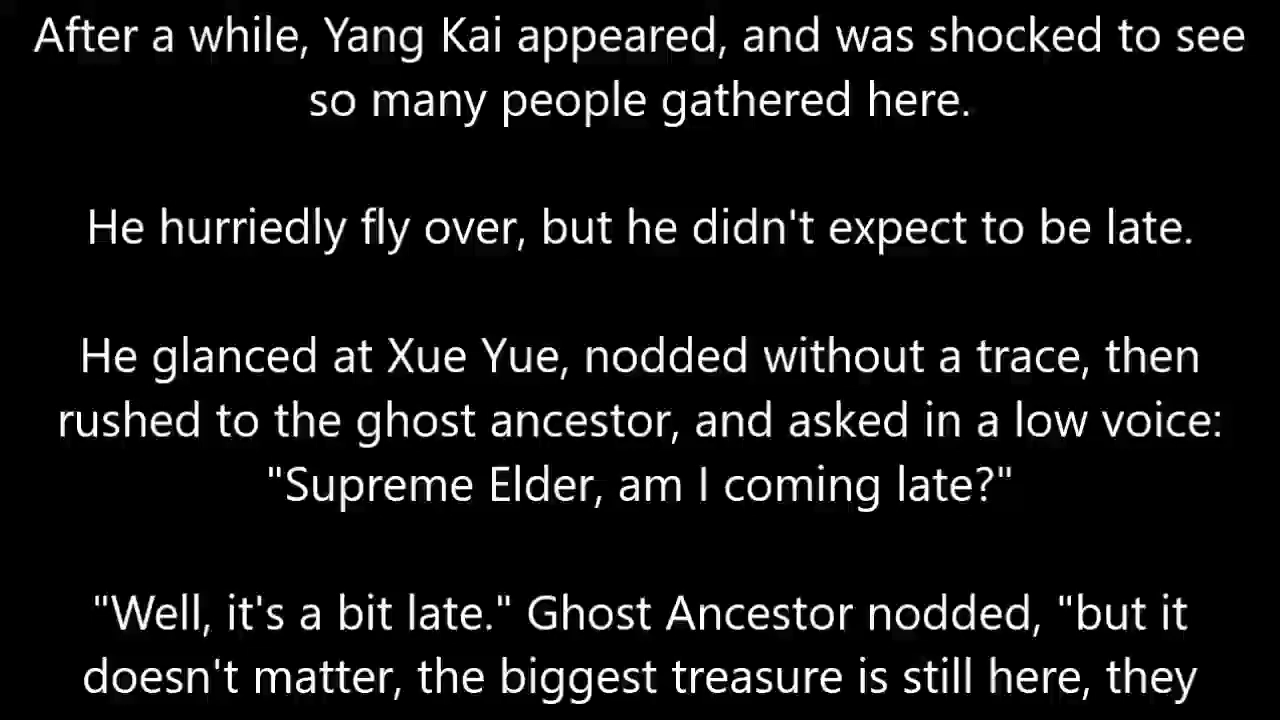 After a while, Yang Kai appeared, and was shocked to see
so many people gathered here.
He hurriedly fly over, but he didn't expect to be late.
He glanced at Xue Yue, nodded without a trace, then
rushed to the ghost ancestor, and asked in a low voice:
"Supreme Elder, am I coming late?"
"Well, it's a bit late." Ghost Ancestor nodded, "but it
doesn't matter, the biggest treasure is still here, they